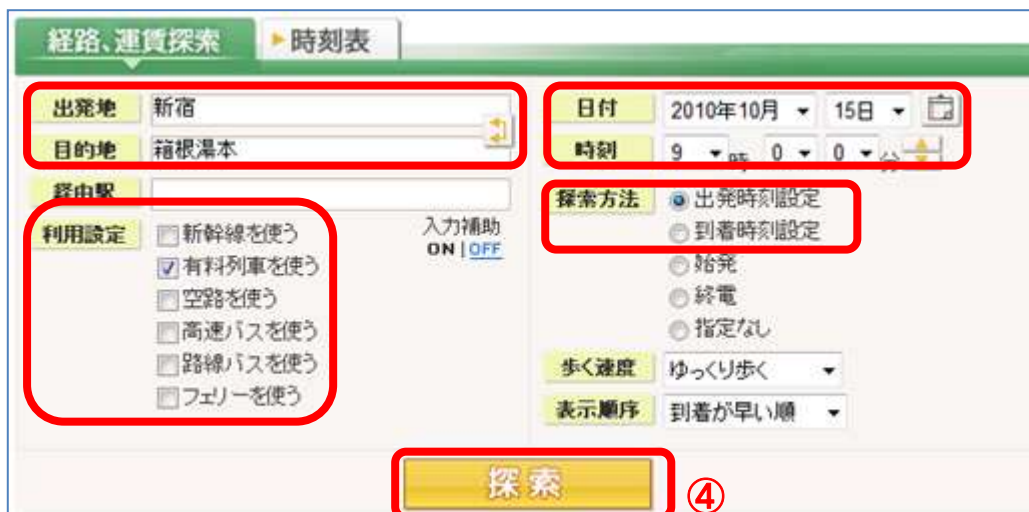 経路、運賃探索 時刻表
出発地 新宿
目的地 箱根湯本
経由駅
利用設定
新幹線を使う
有料列車を使う
空路を使う
高速バスを使う
路線バスを使う
フェリーを使う
入力補助
ON | OFF
日付 2010年10月 15日
時刻 9 時 0 0 分
探索方法
出発時刻設定
到着時刻設定
始発
終電
指定なし
歩く速度 ゆっくり歩く
表示順序 到着が早い順
探索
④